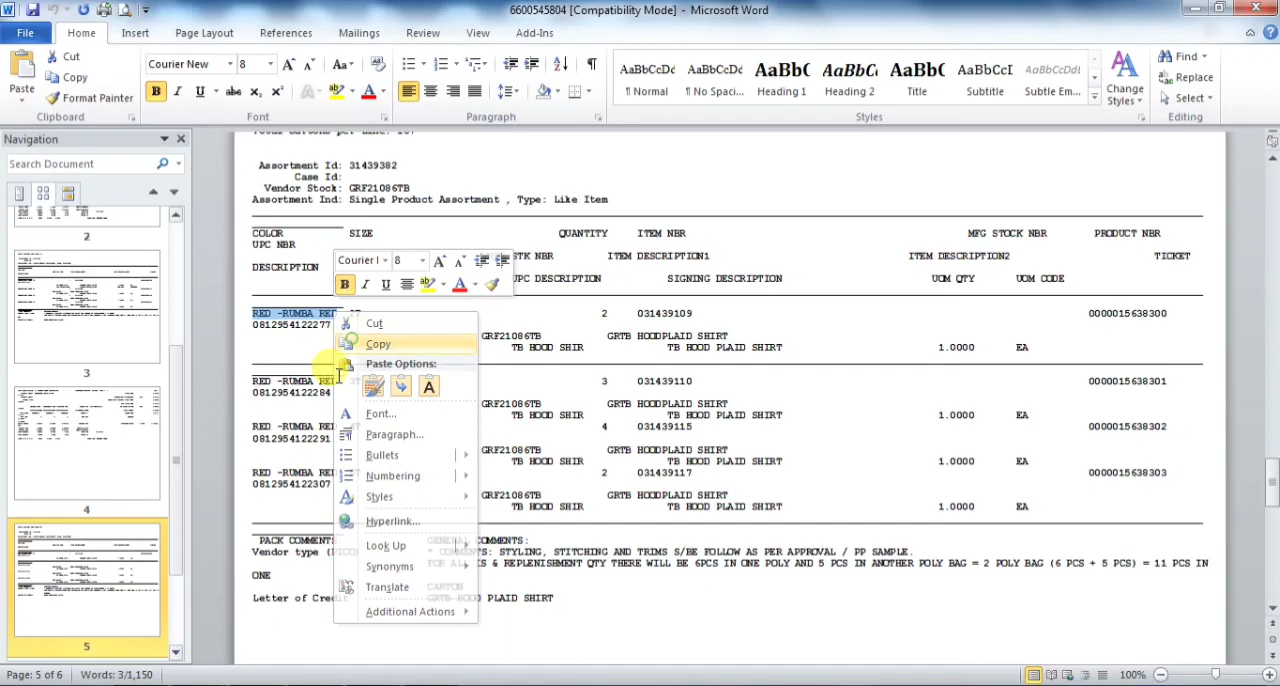 6600545804 [Compatibility Mode] - Microsoft Word
File Home Insert Page Layout References Mailings Review View Add-Ins
Paste Cut Copy Format Painter
Clipboard
Courier New 8
Font
Paragraph
AaBbCcDd AaBbCcDd AaBbC AaBbCc AaBbC AaBbCcI AaBbCcDd
¶ Normal ¶ No Spaci... Heading 1 Heading 2 Title Subtitle Subtle Em...
Styles
Change Styles
Find Replace Select
Editing
Navigation
Search Document
2
3
4
5
Assortment Id: 31439382
Case Id:
Vendor Stock: GRF21086TB
Assortment Ind: Single Product Assortment , Type: Like Item
COLOR SIZE QUANTITY ITEM NBR MFG STOCK NBR PRODUCT NBR
UPC NBR
NBR ITEM DESCRIPTION1 ITEM DESCRIPTION2 TICKET
DESCRIPTION
UPC DESCRIPTION SIGNING DESCRIPTION UOM QTY UOM CODE
RED -RUMBA RED 2 031439109 0000015638300
0812954122277
GRF21086TB GRTB HOODPLAID SHIRT
TB HOOD SHIR TB HOOD PLAID SHIRT 1.0000 EA
RED -RUMBA RE 3 031439110 0000015638301
0812954122284
GRF21086TB GRTB HOODPLAID SHIRT
TB HOOD SHIR TB HOOD PLAID SHIRT 1.0000 EA
RED -RUMBA RE 4 031439115 0000015638302
0812954122291
GRF21086TB GRTB HOODPLAID SHIRT
TB HOOD SHIR TB HOOD PLAID SHIRT 1.0000 EA
RED -RUMBA RE 2 031439117 0000015638303
0812954122307
GRF21086TB GRTB HOODPLAID SHIRT
TB HOOD SHIR TB HOOD PLAID SHIRT 1.0000 EA
PACK COMMENTS GENERAL COMMENTS:
Vendor type * COMMENTS: STYLING, STITCHING AND TRIMS S/BE FOLLOW AS PER APPROVAL / PP SAMPLE.
FOR & REPLENISHMENT QTY THERE WILL BE 6PCS IN ONE POLY AND 5 PCS IN ANOTHER POLY BAG = 2 POLY BAG (6 PCS + 5 PCS) = 11 PCS IN
ONE
CARTON
Letter of Credit GRTB HOOD PLAID SHIRT
Courier 8
Cut
Copy
Paste Options:
Font...
Paragraph...
Bullets
Numbering
Styles
Hyperlink...
Look Up
Synonyms
Translate
Additional Actions
Page: 5 of 6 Words: 3/1,150 100%